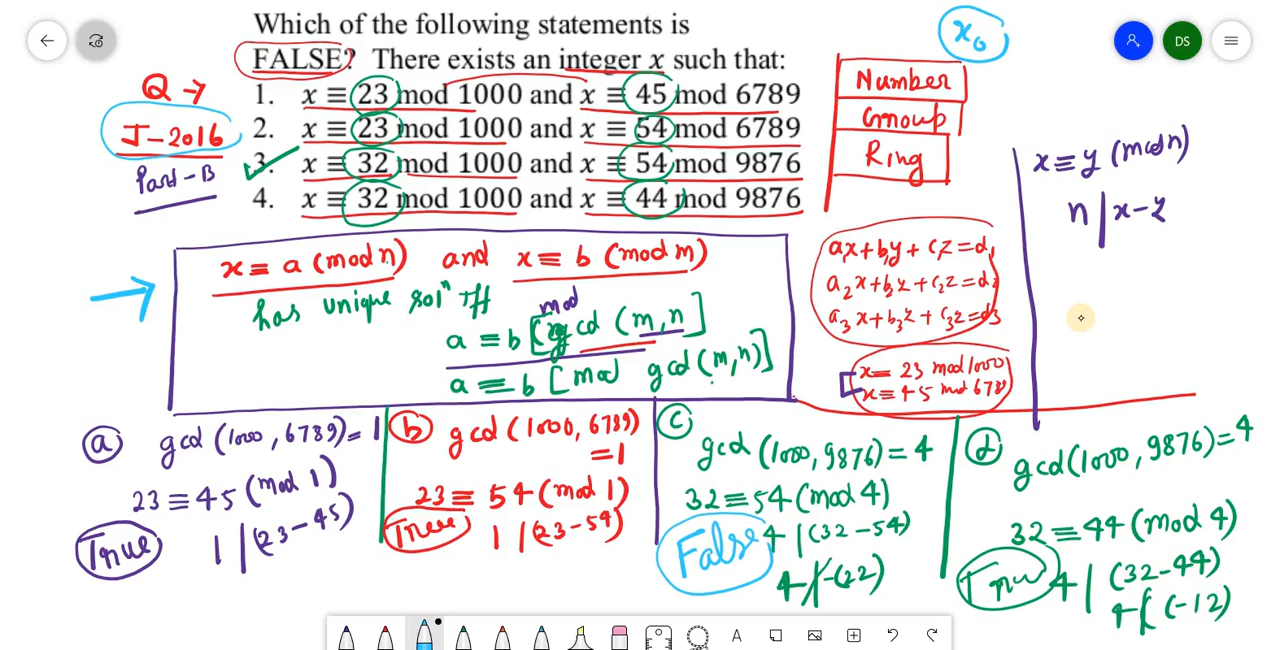 Which of the following statements is
FALSE? There exists an integer x such that:
1. x ≡ 23 mod 1000 and x ≡ 45 mod 6789
2. x ≡ 23 mod 1000 and x ≡ 54 mod 6789
3. x ≡ 32 mod 1000 and x ≡ 54 mod 9876
4. x ≡ 32 mod 1000 and x ≡ 44 mod 9876
Q →
J-2016
Part-B
x₀
DS
Number
Group
Ring
x ≡ y (mod n)
n | x-y
x ≡ a (mod n) and x ≡ b (mod m)
has unique solⁿ iff
mod
a ≡ b [gcd (m,n]
a ≡ b [mod gcd(m,n)]
ax+b₁y+cz=d₁
a₂x+b₂z+c₂z=d₂
a₃x+b₃z+c₃z=d₃
x= 23 mod 1000
x≡45 mod 6789
a gcd (1000, 6789)=1
23 ≡ 45 (mod 1)
1 | (23-45)
True
b gcd (1000, 6789)
=1
23 ≡ 54 (mod 1)
1 | (23-54)
True
c gcd (1000, 9876) = 4
32 ≡ 54 (mod 4)
4 | (32-54)
False
4 ∤ (-22)
d gcd(1000, 9876)=4
32 ≡ 44 (mod 4)
True 4 | (32-44)
4 | (-12)
A